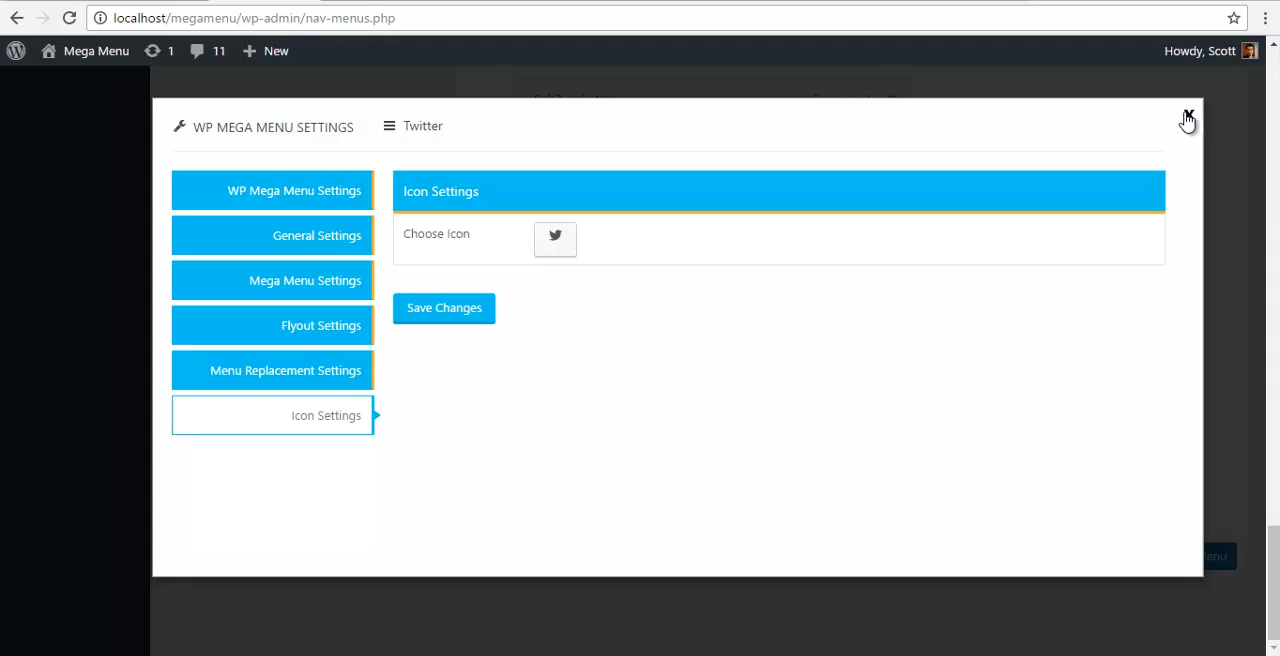 localhost/megamenu/wp-admin/nav-menus.php
Mega Menu 1 11 New Howdy, Scott
WP MEGA MENU SETTINGS Twitter
WP Mega Menu Settings
General Settings
Mega Menu Settings
Flyout Settings
Menu Replacement Settings
Icon Settings
Icon Settings
Choose Icon
Save Changes